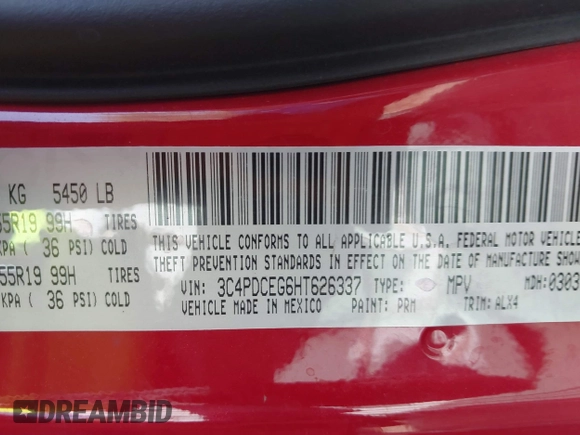 KG 5450 LB
55R19 99H TIRES
KPA ( 36 PSI) COLD
55R19 99H TIRES
KPA ( 36 PSI) COLD
THIS VEHICLE CONFORMS TO ALL APPLICABLE U.S.A. FEDERAL MOTOR VEHICLE
THEFT PREVENTION STANDARDS IN EFFECT ON THE DATE OF MANUFACTURE SHOW
VIN: 3C4PDCEG6HT626337 TYPE: MPV MDH: 0303
VEHICLE MADE IN MEXICO PAINT: PRM TRIM: ALX4
DREAMBID